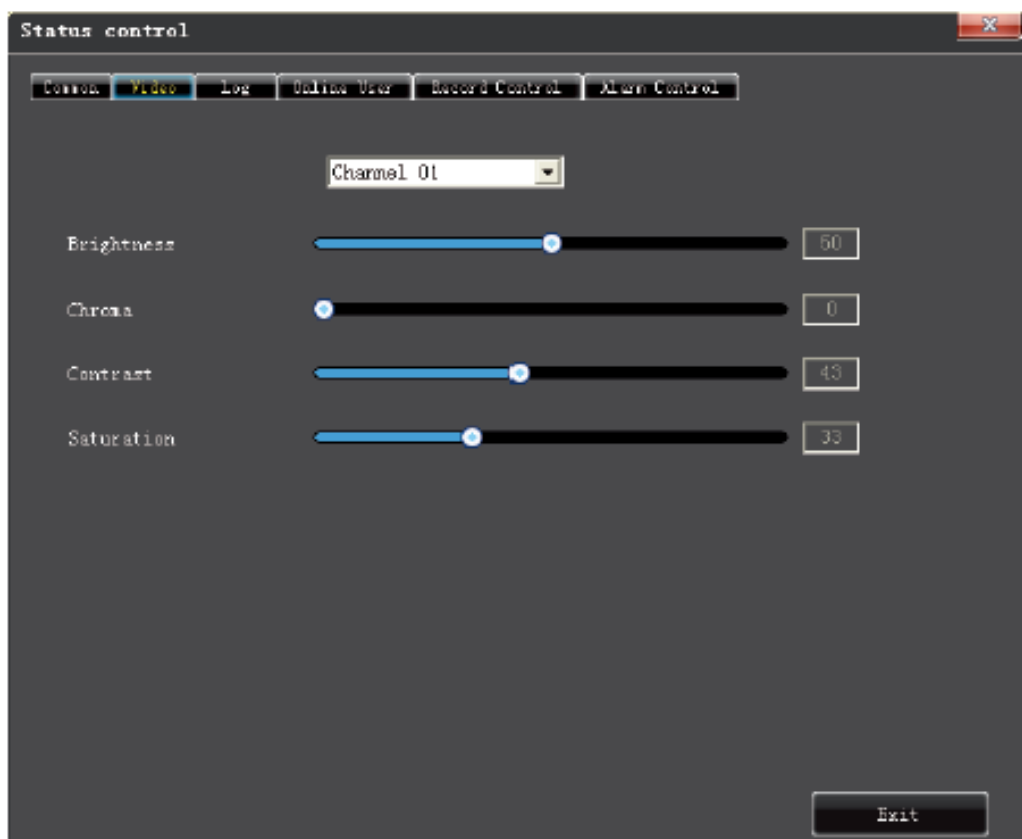 Status control
Common Video Log Online User Record Control Alarm Control
Channel 01
Brightness 50
Chroma 0
Contrast 43
Saturation 33
Exit